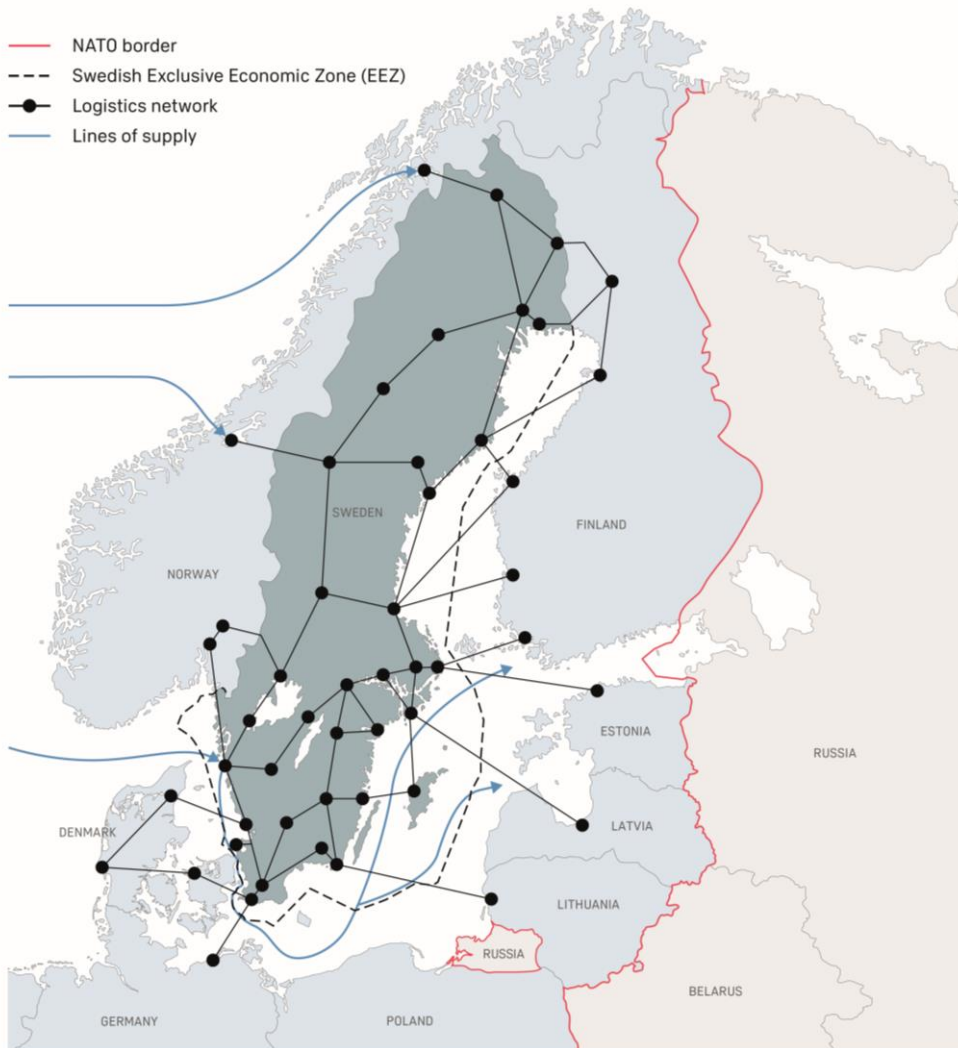 NATO border
Swedish Exclusive Economic Zone (EEZ)
Logistics network
Lines of supply
SWEDEN
FINLAND
NORWAY
ESTONIA
RUSSIA
DENMARK
LATVIA
LITHUANIA
RUSSIA
BELARUS
GERMANY
POLAND